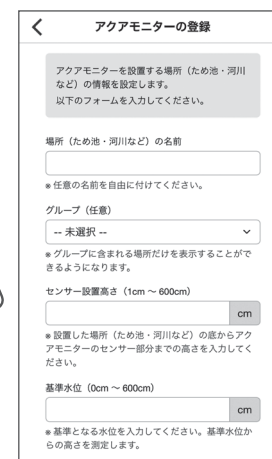 アクアモニターの登録
アクアモニターを設置する場所（ため池・河川
など）の情報を設定します。
以下のフォームを入力してください。
場所（ため池・河川など）の名前
※任意の名前を自由に付けてください。
グループ（任意）
-- 未選択 --
※グループに含まれる場所だけを表示することがで
きるようになります。
センサー設置高さ（1cm ～ 600cm）
cm
※設置した場所（ため池・河川など）の底からアク
アモニターのセンサー部分までの高さを入力してく
ださい。
基準水位（0cm ～ 600cm）
cm
※基準となる水位を入力してください。基準水位か
らの高さを測定します。